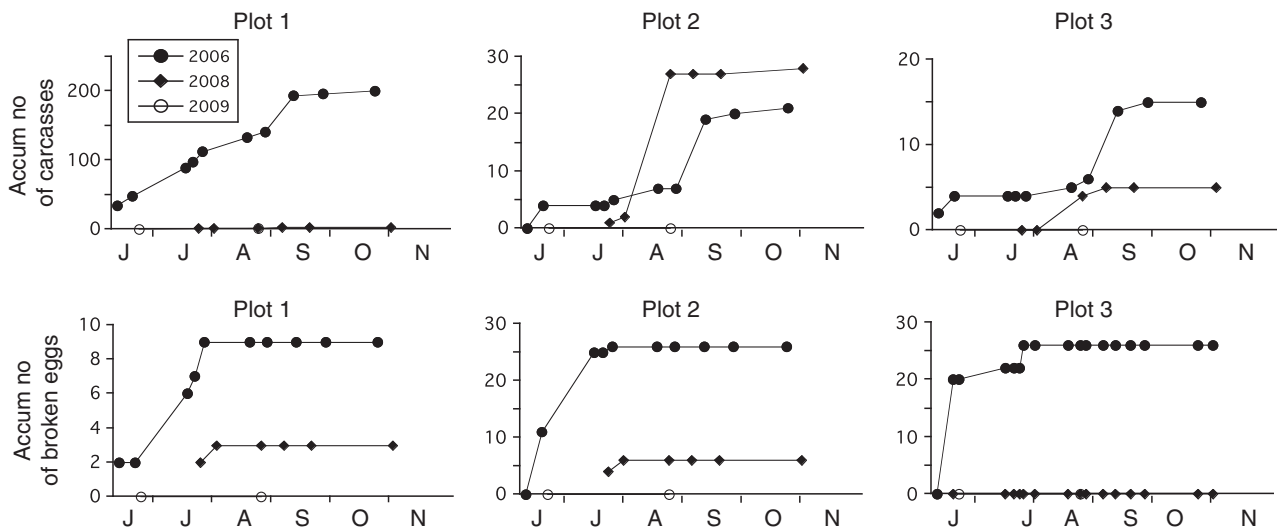 Plot 1
Plot 2
Plot 3
2006
2008
2009
Accum no
of carcasses
200
100
0
J J A S O N
30
20
10
0
J J A S O N
20
10
0
J J A S O N
Plot 1
Plot 2
Plot 3
Accum no
of broken eggs
10
8
6
4
2
0
J J A S O N
30
20
10
0
J J A S O N
30
20
10
0
J J A S O N